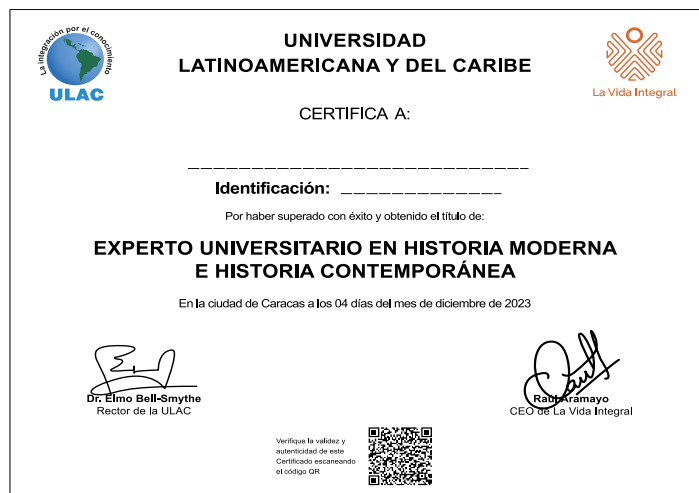 La integración por el conocimiento
ULAC
UNIVERSIDAD
LATINOAMERICANA Y DEL CARIBE
La Vida Integral
CERTIFICA A:
Identificación:
Por haber superado con éxito y obtenido el título de:
EXPERTO UNIVERSITARIO EN HISTORIA MODERNA
E HISTORIA CONTEMPORÁNEA
En la ciudad de Caracas a los 04 días del mes de diciembre de 2023
Dr. Elmo Bell-Smythe
Rector de la ULAC
Raúl Aramayo
CEO de La Vida Integral
Verifique la validez y
autenticidad de este
Certificado escaneando
el código QR